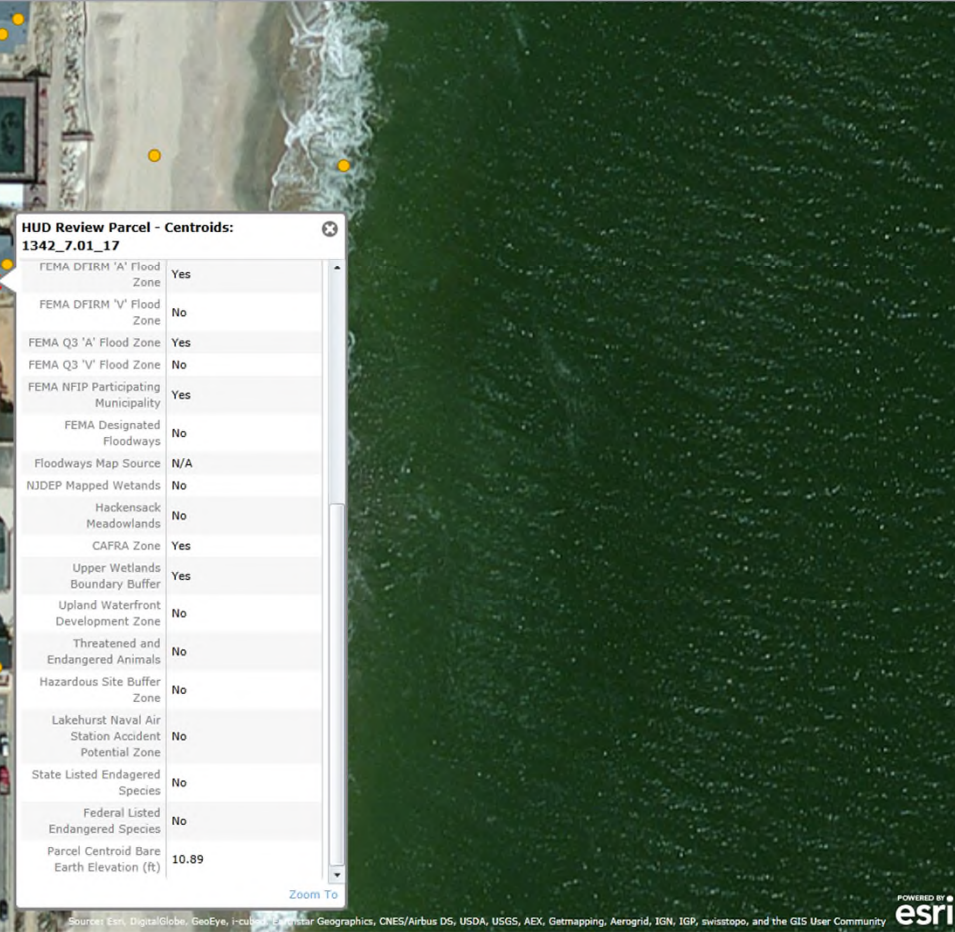 HUD Review Parcel - Centroids:
1342_7.01_17
FEMA DFIRM 'A' Flood
Zone
Yes
FEMA DFIRM 'V' Flood
Zone
No
FEMA Q3 'A' Flood Zone Yes
FEMA Q3 'V' Flood Zone No
FEMA NFIP Participating
Municipality
Yes
FEMA Designated
Floodways
No
Floodways Map Source N/A
NJDEP Mapped Wetands No
Hackensack
Meadowlands
No
CAFRA Zone Yes
Upper Wetlands
Boundary Buffer
Yes
Upland Waterfront
Development Zone
No
Threatened and
Endangered Animals
No
Hazardous Site Buffer
Zone
No
Lakehurst Naval Air
Station Accident
Potential Zone
No
State Listed Endagered
Species
No
Federal Listed
Endangered Species
No
Parcel Centroid Bare
Earth Elevation (ft)
10.89
Zoom To
Source: Esri, DigitalGlobe, GeoEye, i-cubed, Earthstar Geographics, CNES/Airbus DS, USDA, USGS, AEX, Getmapping, Aerogrid, IGN, IGP, swisstopo, and the GIS User Community
POWERED BY
esri